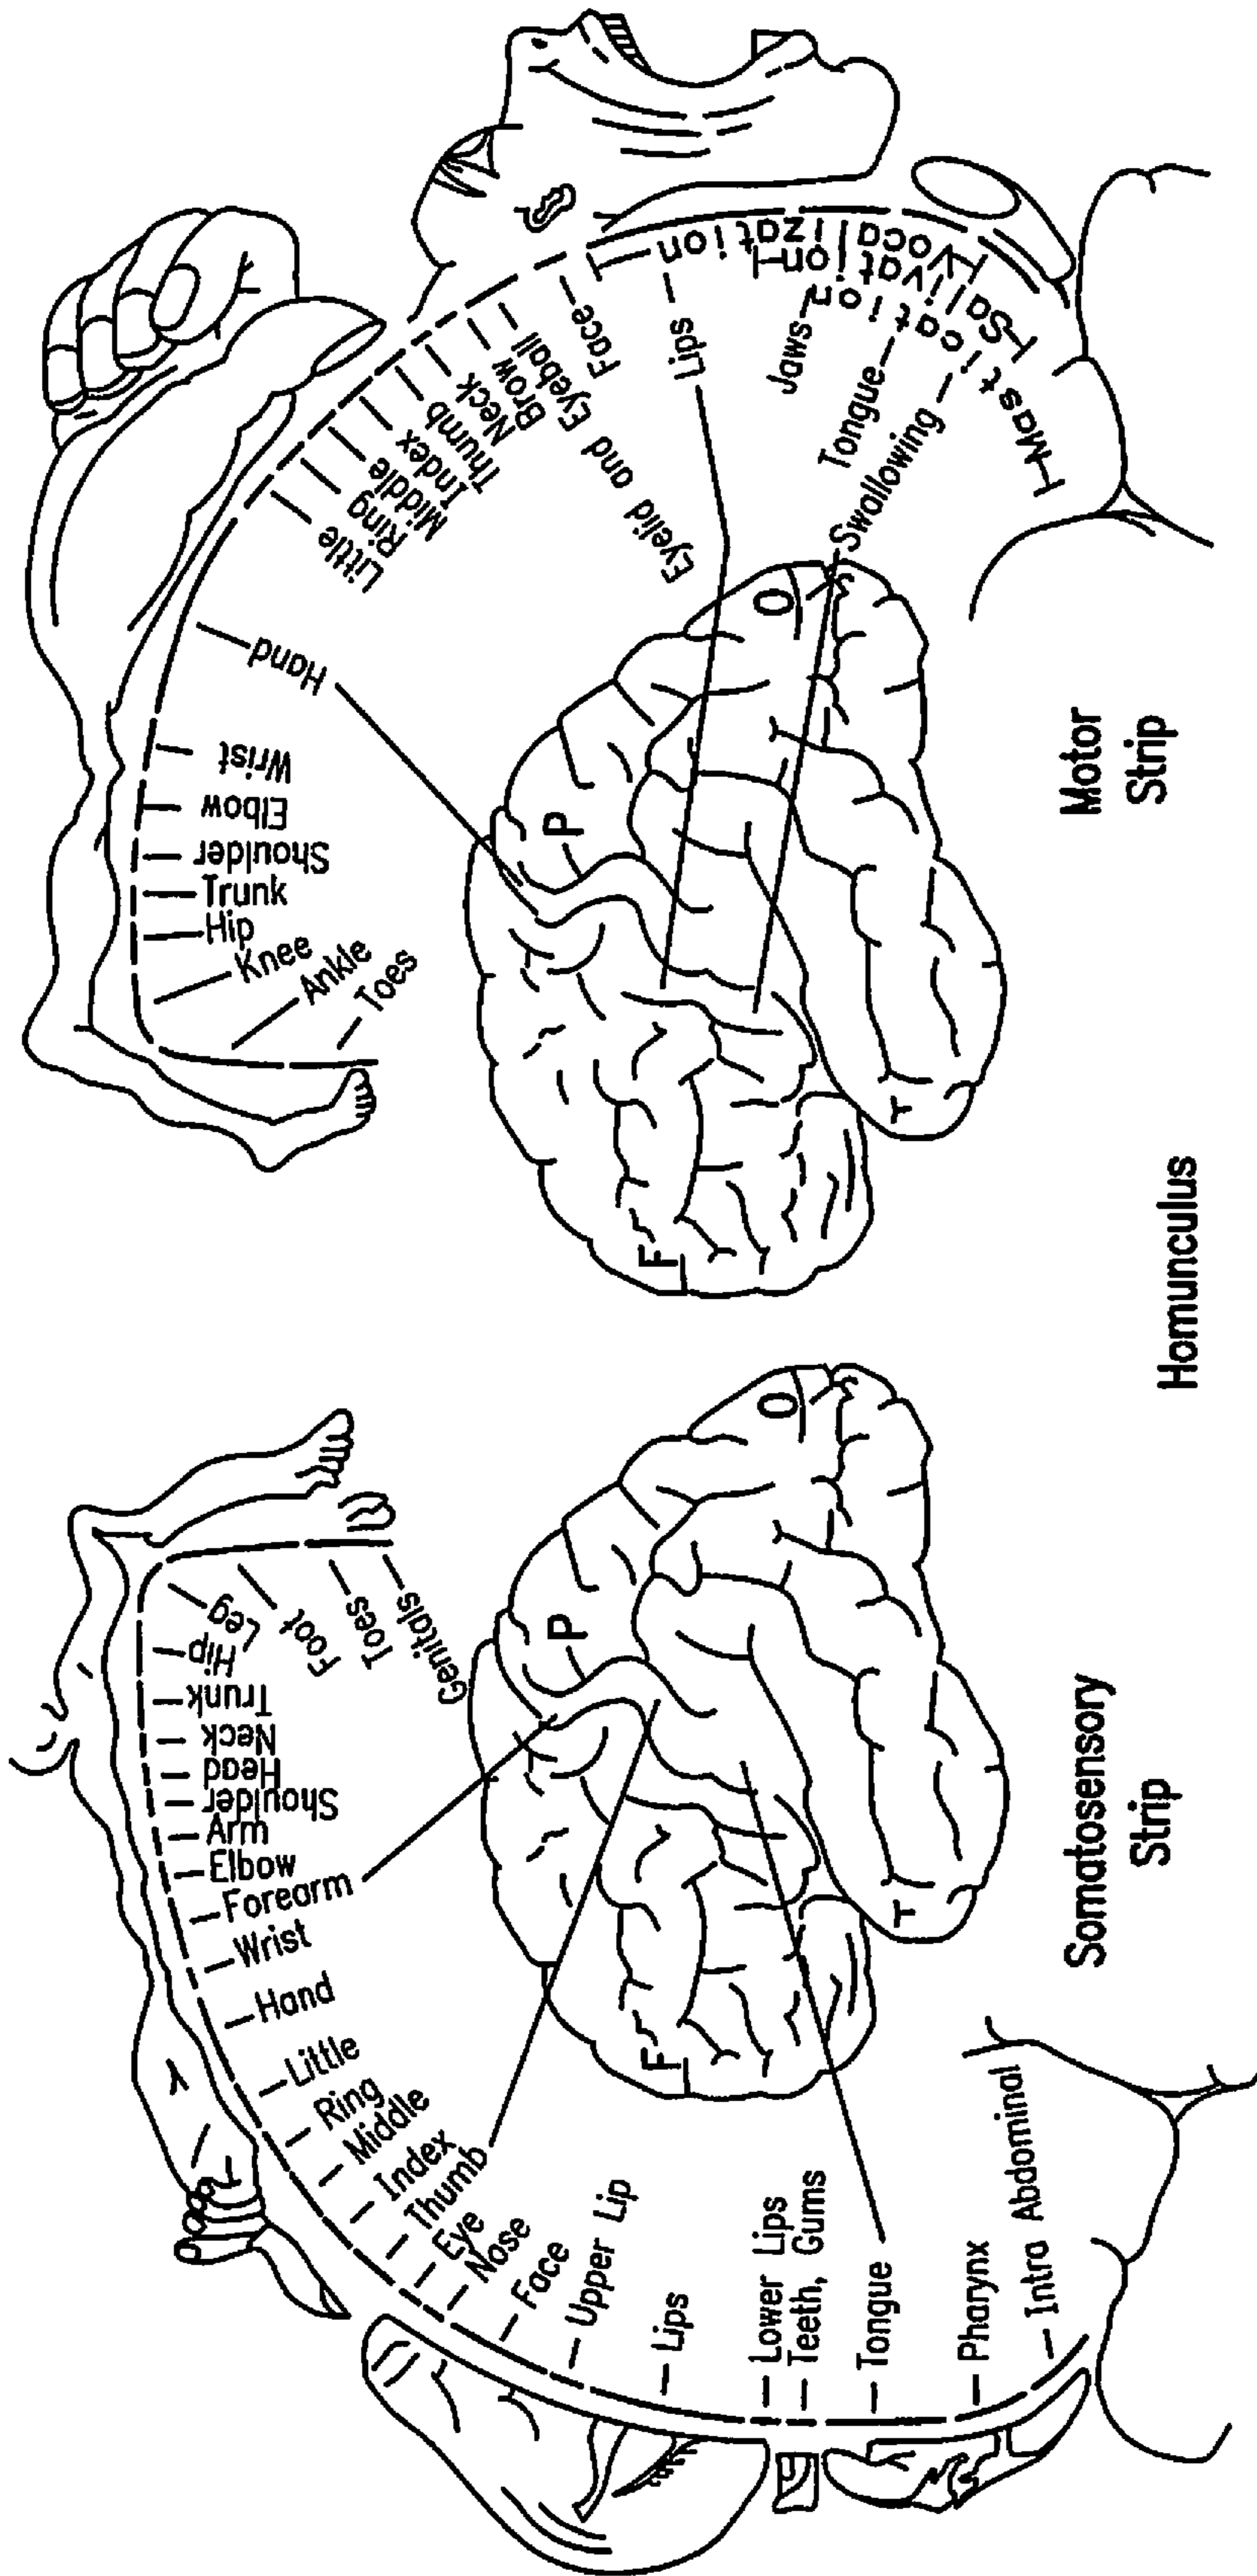 Genitals
Toes
Foot
Leg
Hip
Trunk
Neck
Head
Shoulder
Arm
Elbow
Forearm
Wrist
Hand
Little
Ring
Middle
Index
Thumb
Eye
Nose
Face
Upper Lip
Lips
Lower Lips
Teeth, Gums
Tongue
Pharynx
Intra Abdominal
F
P
O
T
Somatosensory
Strip
Toes
Ankle
Knee
Hip
Trunk
Shoulder
Elbow
Wrist
Hand
Little
Ring
Middle
Index
Thumb
Neck
Brow
Eyelid and Eyeball
Face
Lips
Jaws
Tongue
Swallowing
Vocalization
Salivation
Mastication
F
P
O
T
Motor
Strip
Homunculus